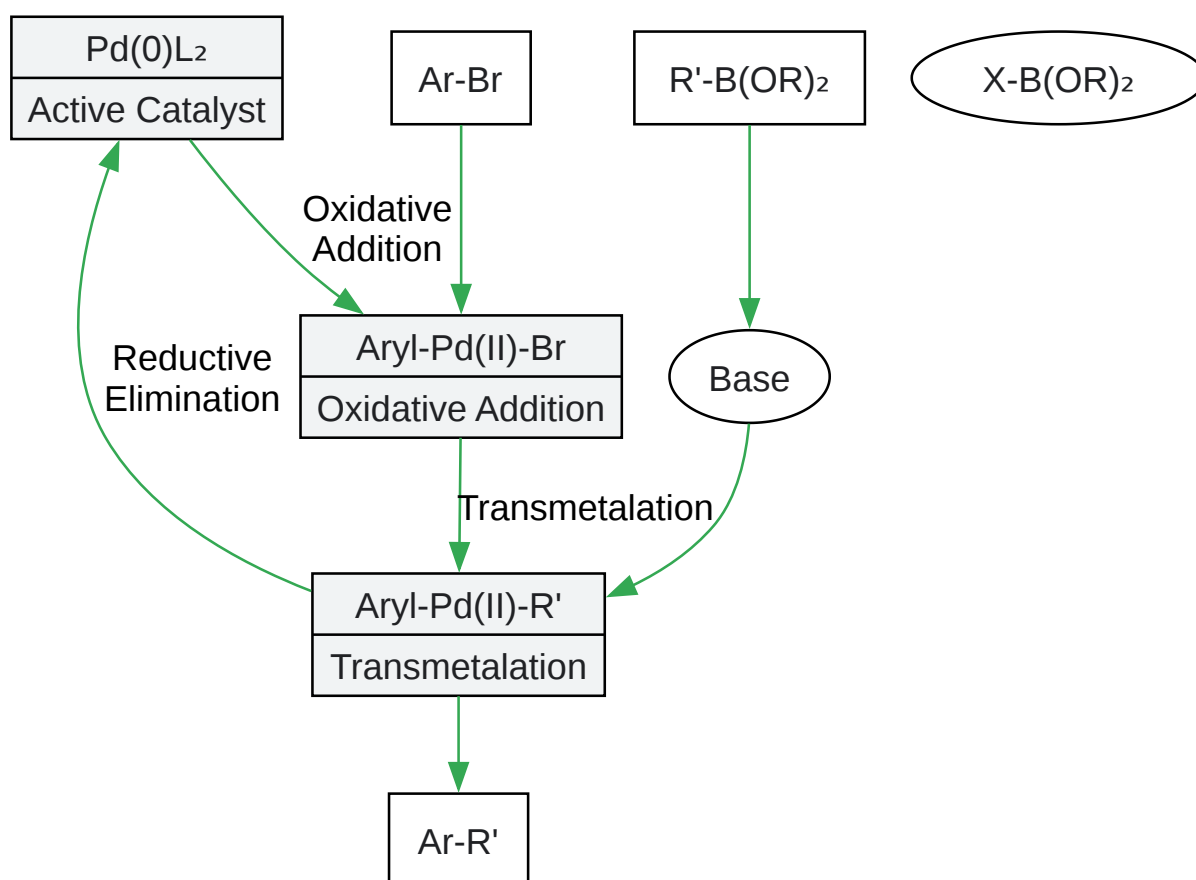 Pd(0)L₂
Active Catalyst
Ar-Br
R'-B(OR)₂
X-B(OR)₂
Oxidative
Addition
Reductive
Elimination
Aryl-Pd(II)-Br
Oxidative Addition
Base
Transmetalation
Aryl-Pd(II)-R'
Transmetalation
Ar-R'